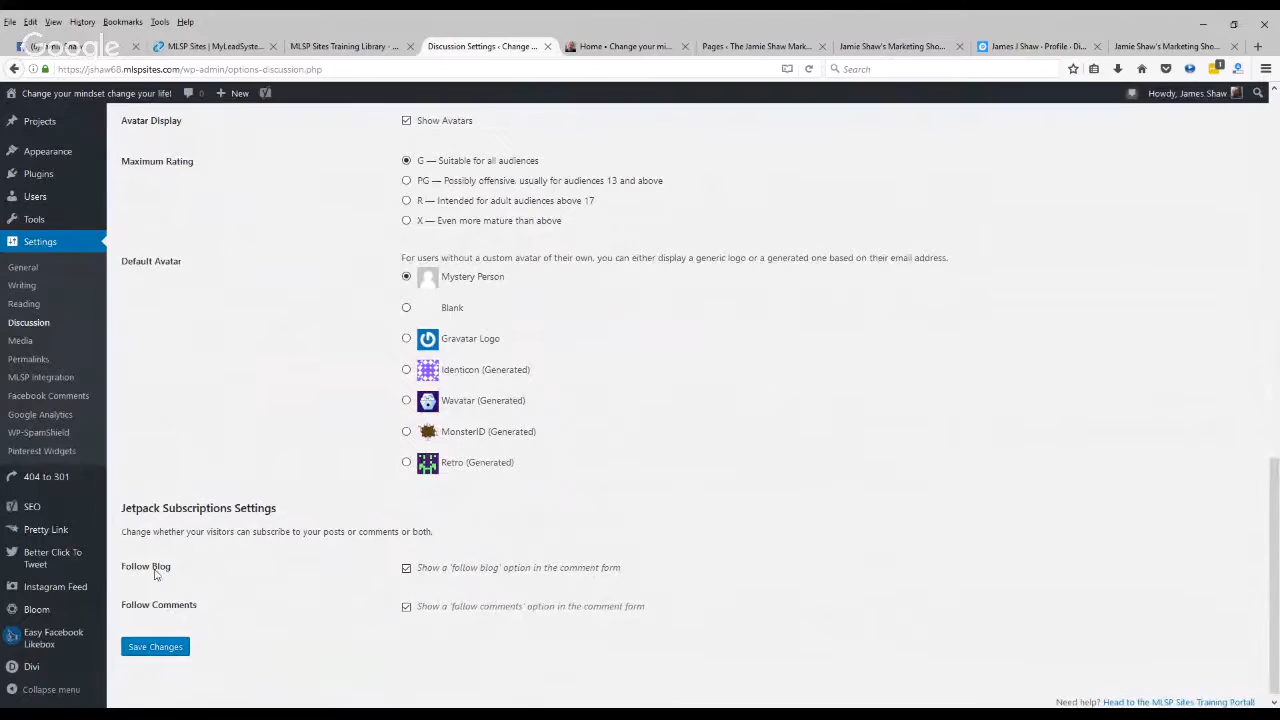 File Edit View History Bookmarks Tools Help
Google
MLSP Sites | MyLeadSyste...
MLSP Sites Training Library - ...
Discussion Settings ‹ Change ...
Home • Change your mi...
Pages ‹ The Jamie Shaw Mark...
Jamie Shaw's Marketing Sho...
James J Shaw - Profile - Di...
Jamie Shaw's Marketing Sho...
https://jshaw68.mlspsites.com/wp-admin/options-discussion.php
Search
1
Change your mindset change your life!
0
New
Howdy, James Shaw
Projects
Appearance
Plugins
Users
Tools
Settings
General
Writing
Reading
Discussion
Media
Permalinks
MLSP Integration
Facebook Comments
Google Analytics
WP-SpamShield
Pinterest Widgets
404 to 301
SEO
Pretty Link
Better Click To
Tweet
Instagram Feed
Bloom
Easy Facebook
Likebox
Divi
Collapse menu
Avatar Display
Show Avatars
Maximum Rating
G — Suitable for all audiences
PG — Possibly offensive, usually for audiences 13 and above
R — Intended for adult audiences above 17
X — Even more mature than above
Default Avatar
For users without a custom avatar of their own, you can either display a generic logo or a generated one based on their email address.
Mystery Person
Blank
Gravatar Logo
Identicon (Generated)
Wavatar (Generated)
MonsterID (Generated)
Retro (Generated)
Jetpack Subscriptions Settings
Change whether your visitors can subscribe to your posts or comments or both.
Follow Blog
Show a 'follow blog' option in the comment form
Follow Comments
Show a 'follow comments' option in the comment form
Save Changes
Need help? Head to the MLSP Sites Training Portal!